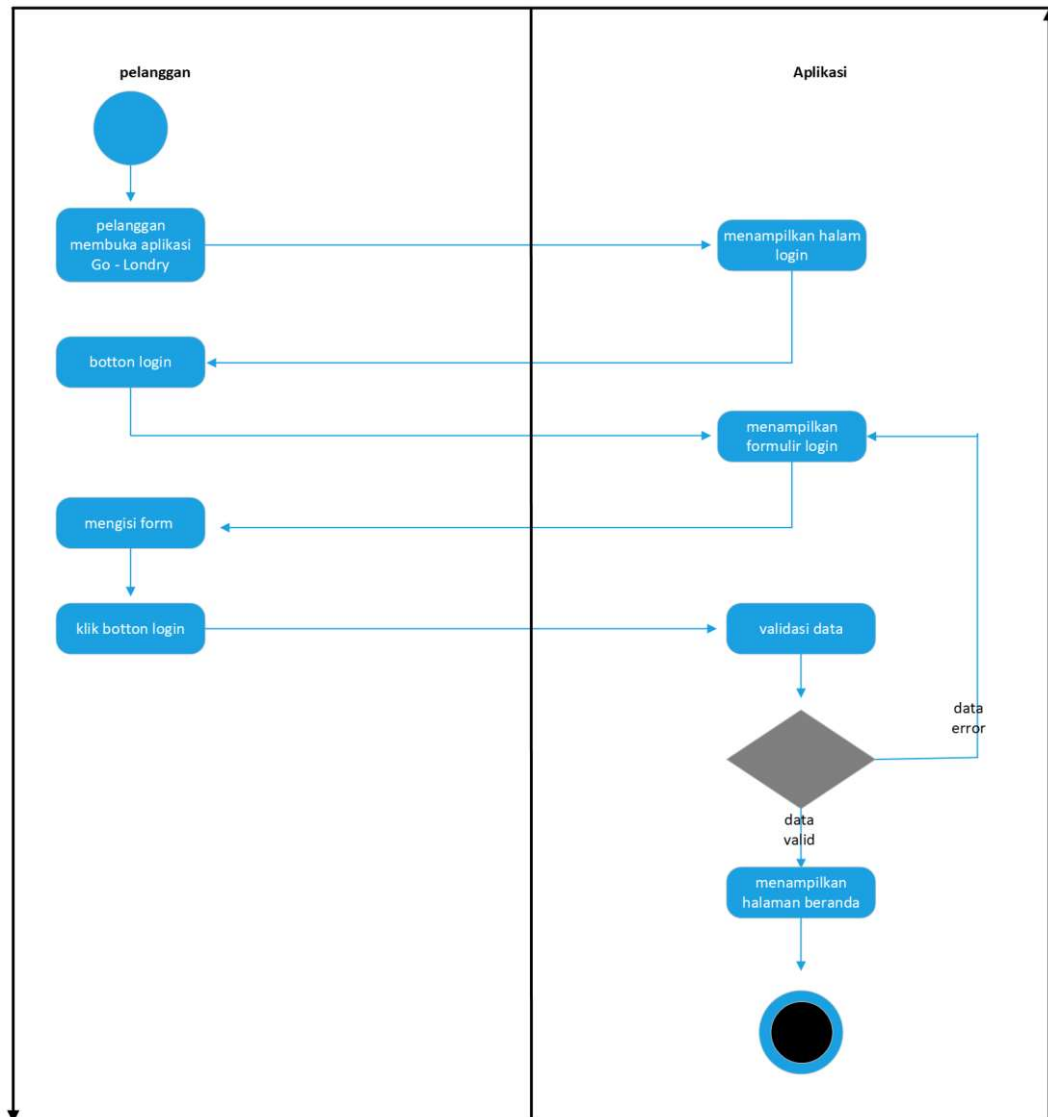 pelanggan
Aplikasi
pelanggan
membuka aplikasi
Go - Londry
menampilkan halam
login
botton login
menampilkan
formulir login
mengisi form
klik botton login
validasi data
data
error
data
valid
menampilkan
halaman beranda